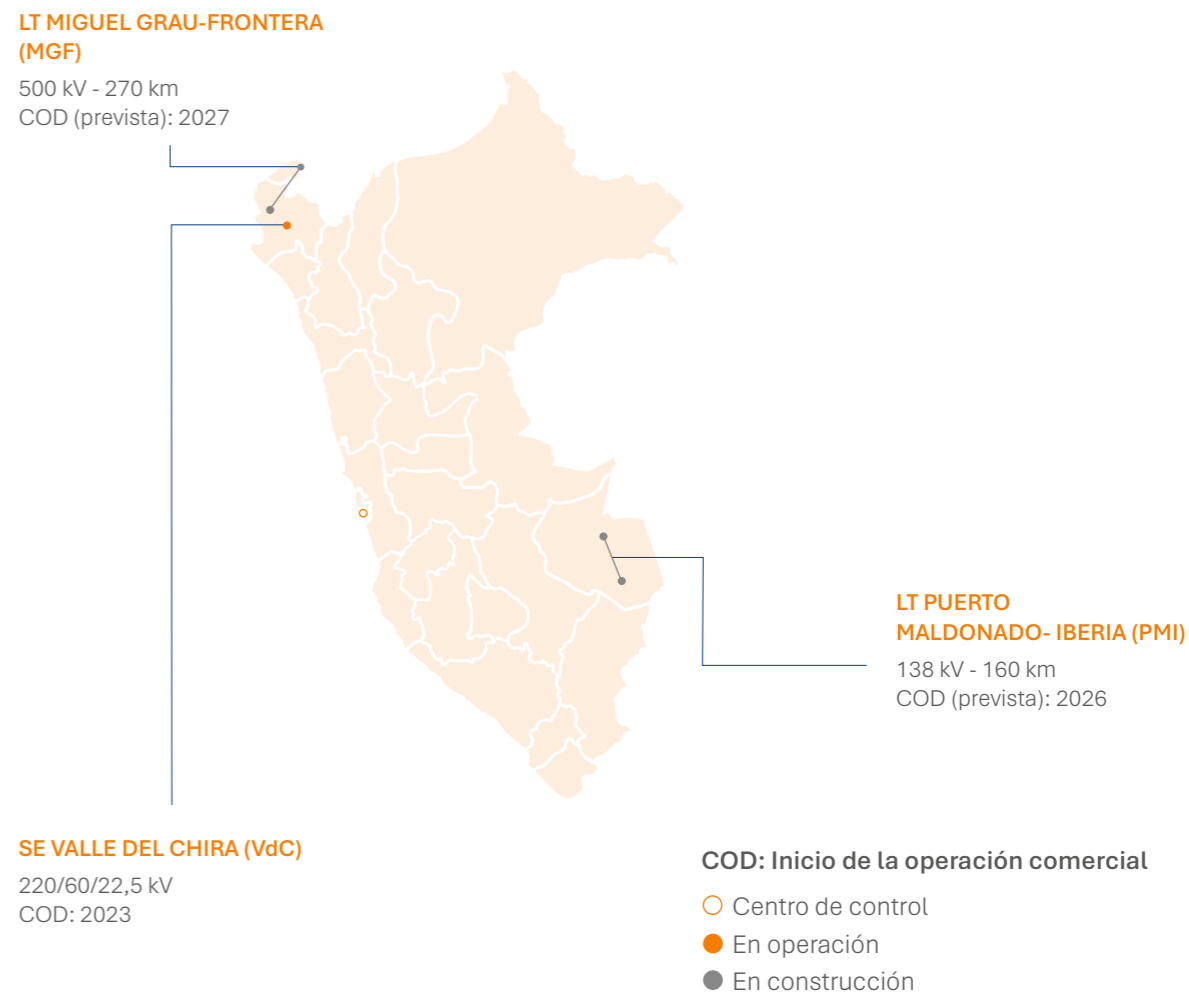 LT MIGUEL GRAU-FRONTERA
(MGF)
500 kV - 270 km
COD (prevista): 2027
LT PUERTO
MALDONADO- IBERIA (PMI)
138 kV - 160 km
COD (prevista): 2026
SE VALLE DEL CHIRA (VdC)
220/60/22,5 kV
COD: 2023
COD: Inicio de la operación comercial
Centro de control
En operación
En construcción